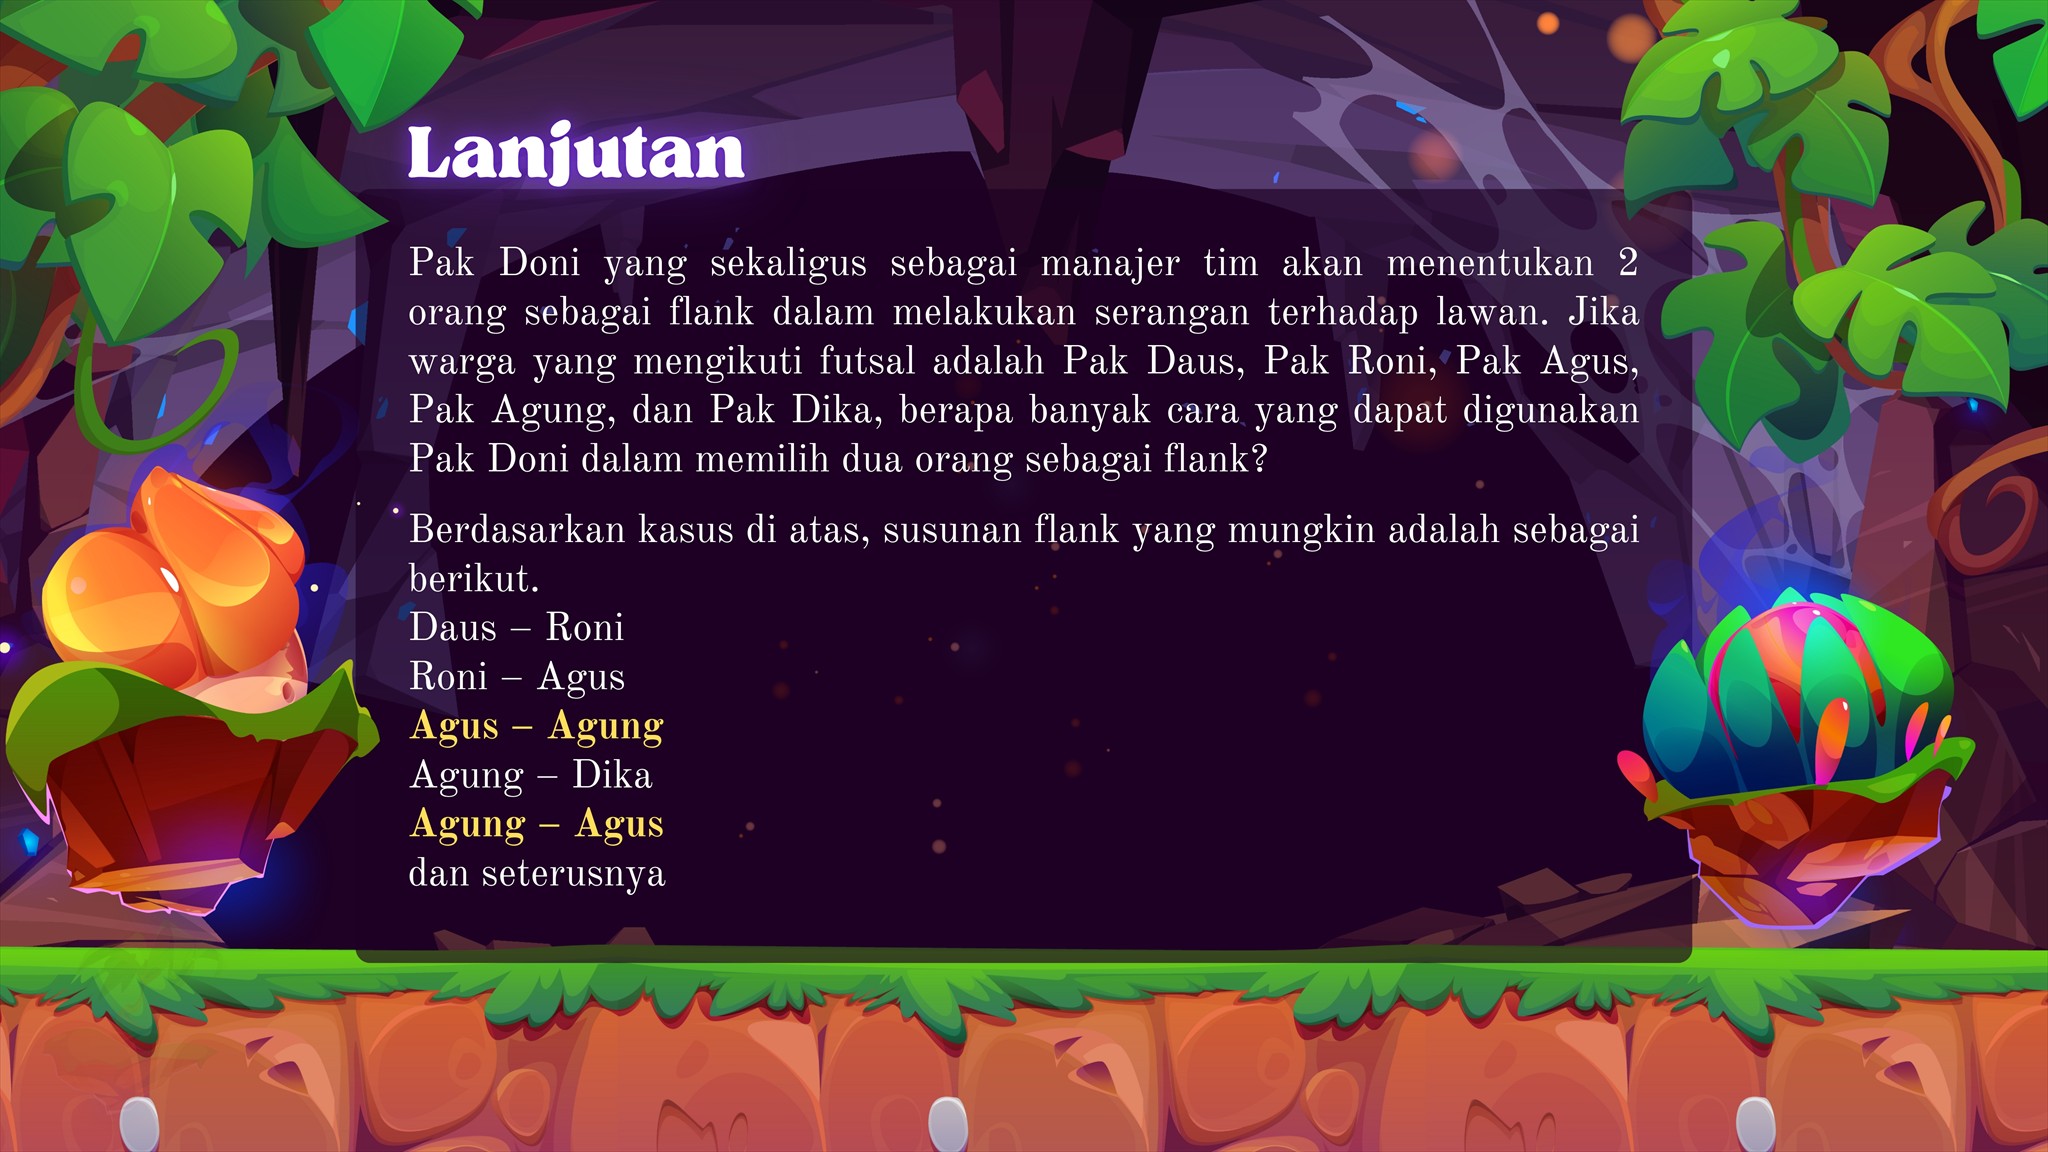 Lanjutan
Pak Doni yang sekaligus sebagai manajer tim akan menentukan 2
orang sebagai flank dalam melakukan serangan terhadap lawan. Jika
warga yang mengikuti futsal adalah Pak Daus, Pak Roni, Pak Agus,
Pak Agung, dan Pak Dika, berapa banyak cara yang dapat digunakan
Pak Doni dalam memilih dua orang sebagai flank?
Berdasarkan kasus di atas, susunan flank yang mungkin adalah sebagai
berikut.
Daus – Roni
Roni – Agus
Agus – Agung
Agung – Dika
Agung – Agus
dan seterusnya